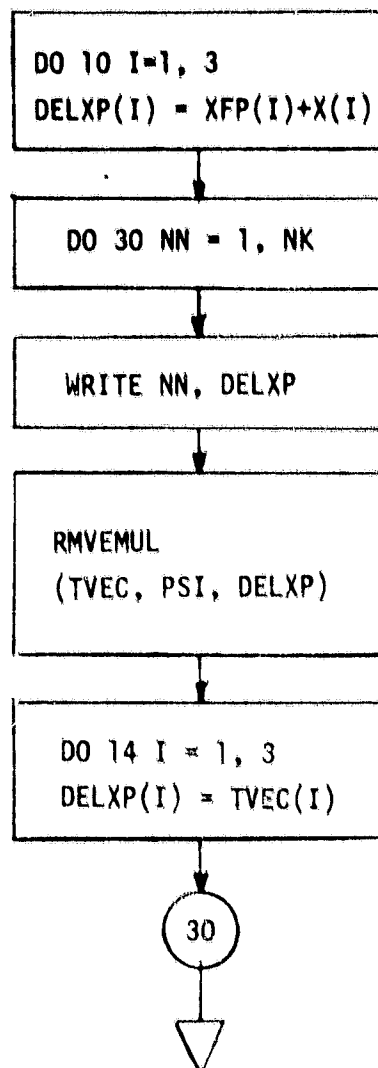 DO 10 I=1, 3
DELXP(I) = XFP(I)+X(I)
DO 30 NN = 1, NK
WRITE NN, DELXP
RMVEMUL
(TVEC, PSI, DELXP)
DO 14 I = 1, 3
DELXP(I) = TVEC(I)
30